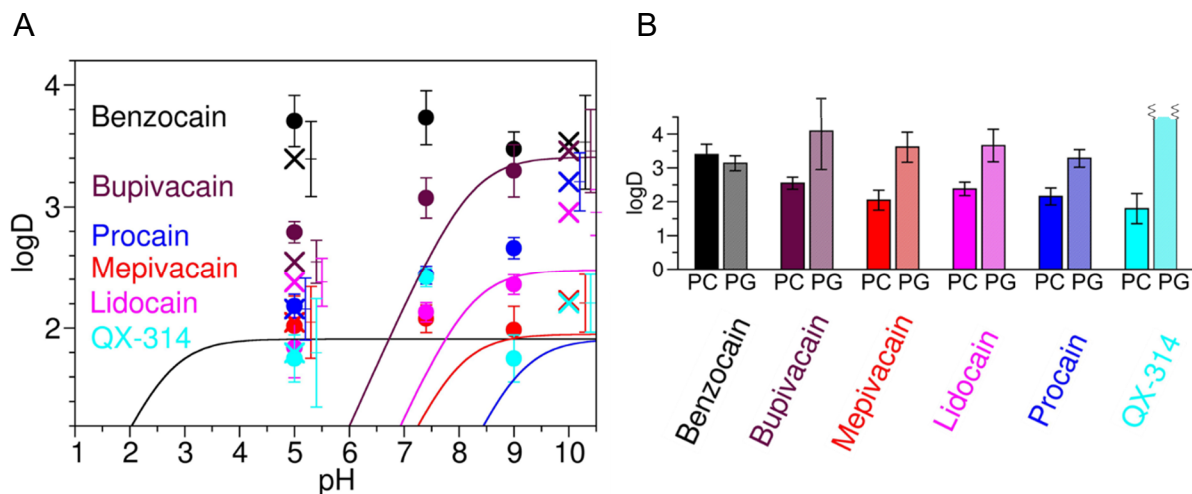 A
B
4
3
2
logD
Benzocain
Bupivacain
Procain
Mepivacain
Lidocain
QX-314
1 2 3 4 5 6 7 8 9 10
pH
4
3
2
1
0
logD
PC PG PC PG PC PG PC PG PC PG PC PG
Benzocain
Bupivacain
Mepivacain
Lidocain
Procain
QX-314